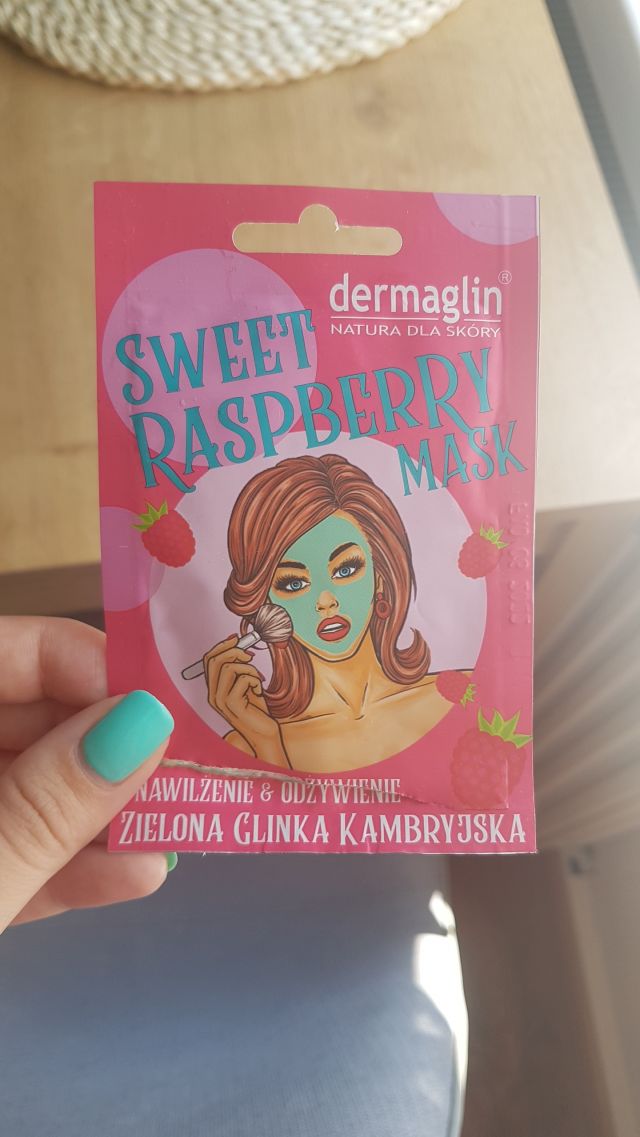 dermaglin®
NATURA DLA SKÓRY
SWEET
RASPBERRY
MASK
NAWILŻENIE & ODŻYWIENIE
ZIELONA GLINKA KAMBRYJSKA